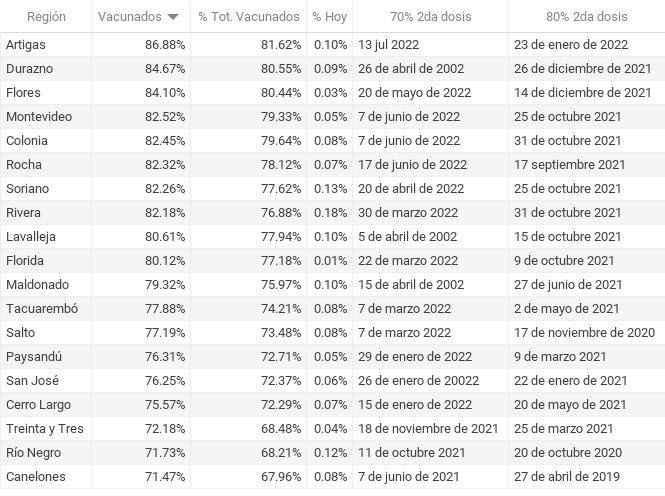 Región Vacunados % Tot. Vacunados % Hoy 70% 2da dosis 80% 2da dosis
Artigas 86.88% 81.62% 0.10% 13 jul 2022 23 de enero de 2022
Durazno 84.67% 80.55% 0.09% 26 de abril de 2002 26 de diciembre de 2021
Flores 84.10% 80.44% 0.03% 20 de mayo de 2022 14 de diciembre de 2021
Montevideo 82.52% 79.33% 0.05% 7 de junio de 2022 25 de octubre 2021
Colonia 82.45% 79.64% 0.08% 7 de junio de 2022 31 de octubre 2021
Rocha 82.32% 78.12% 0.07% 17 de junio de 2022 17 septiembre 2021
Soriano 82.26% 77.62% 0.13% 20 de abril de 2022 25 de octubre 2021
Rivera 82.18% 76.88% 0.18% 30 de marzo 2022 31 de octubre 2021
Lavalleja 80.61% 77.94% 0.10% 5 de abril de 2002 15 de octubre 2021
Florida 80.12% 77.18% 0.01% 22 de marzo 2022 9 de octubre 2021
Maldonado 79.32% 75.97% 0.10% 15 de abril de 2002 27 de junio de 2021
Tacuarembó 77.88% 74.21% 0.08% 7 de marzo 2022 2 de mayo de 2021
Salto 77.19% 73.48% 0.08% 7 de marzo 2022 17 de noviembre de 2020
Paysandú 76.31% 72.71% 0.05% 29 de enero de 2022 9 de marzo 2021
San José 76.25% 72.37% 0.06% 26 de enero de 20022 22 de enero de 2021
Cerro Largo 75.57% 72.29% 0.07% 15 de enero de 2022 20 de mayo de 2021
Treinta y Tres 72.18% 68.48% 0.04% 18 de noviembre de 2021 25 de marzo 2021
Río Negro 71.73% 68.21% 0.12% 11 de octubre 2021 20 de octubre 2020
Canelones 71.47% 67.96% 0.08% 7 de junio de 2021 27 de abril de 2019